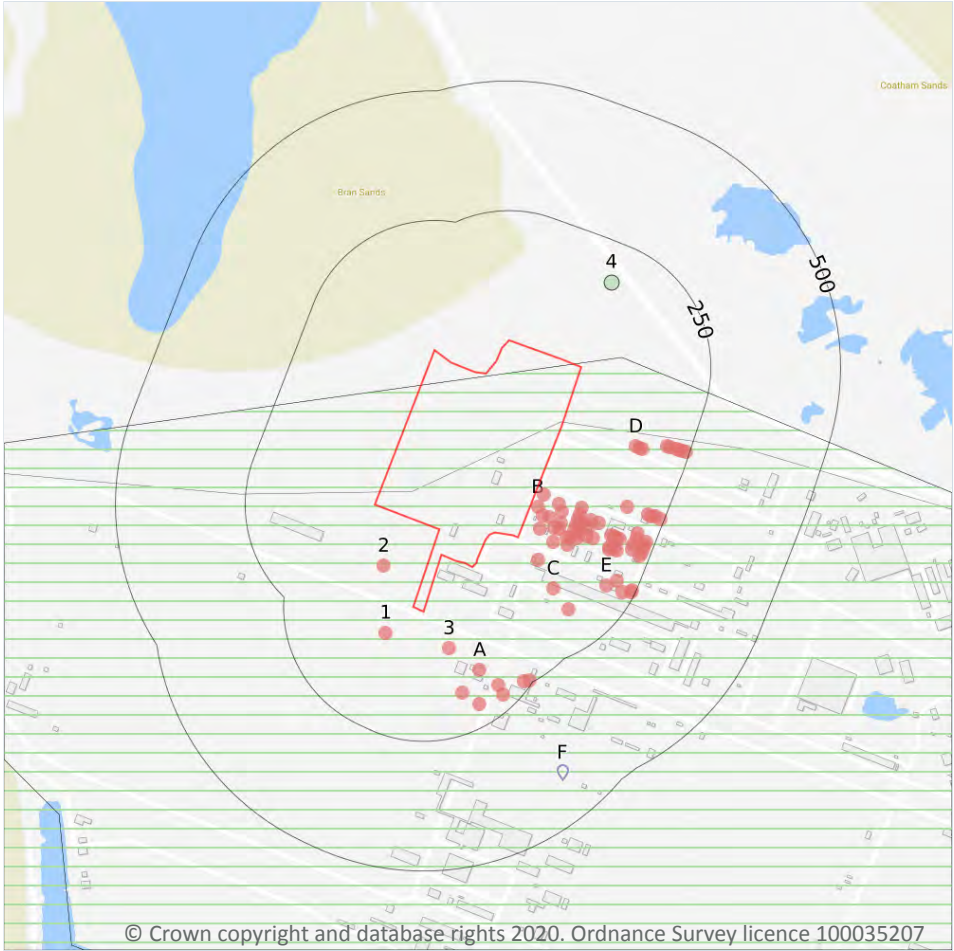 Coatham Sands
Bran Sands
4
500
250
D
B
2
C
E
1
3
A
F
© Crown copyright and database rights 2020. Ordnance Survey licence 100035207